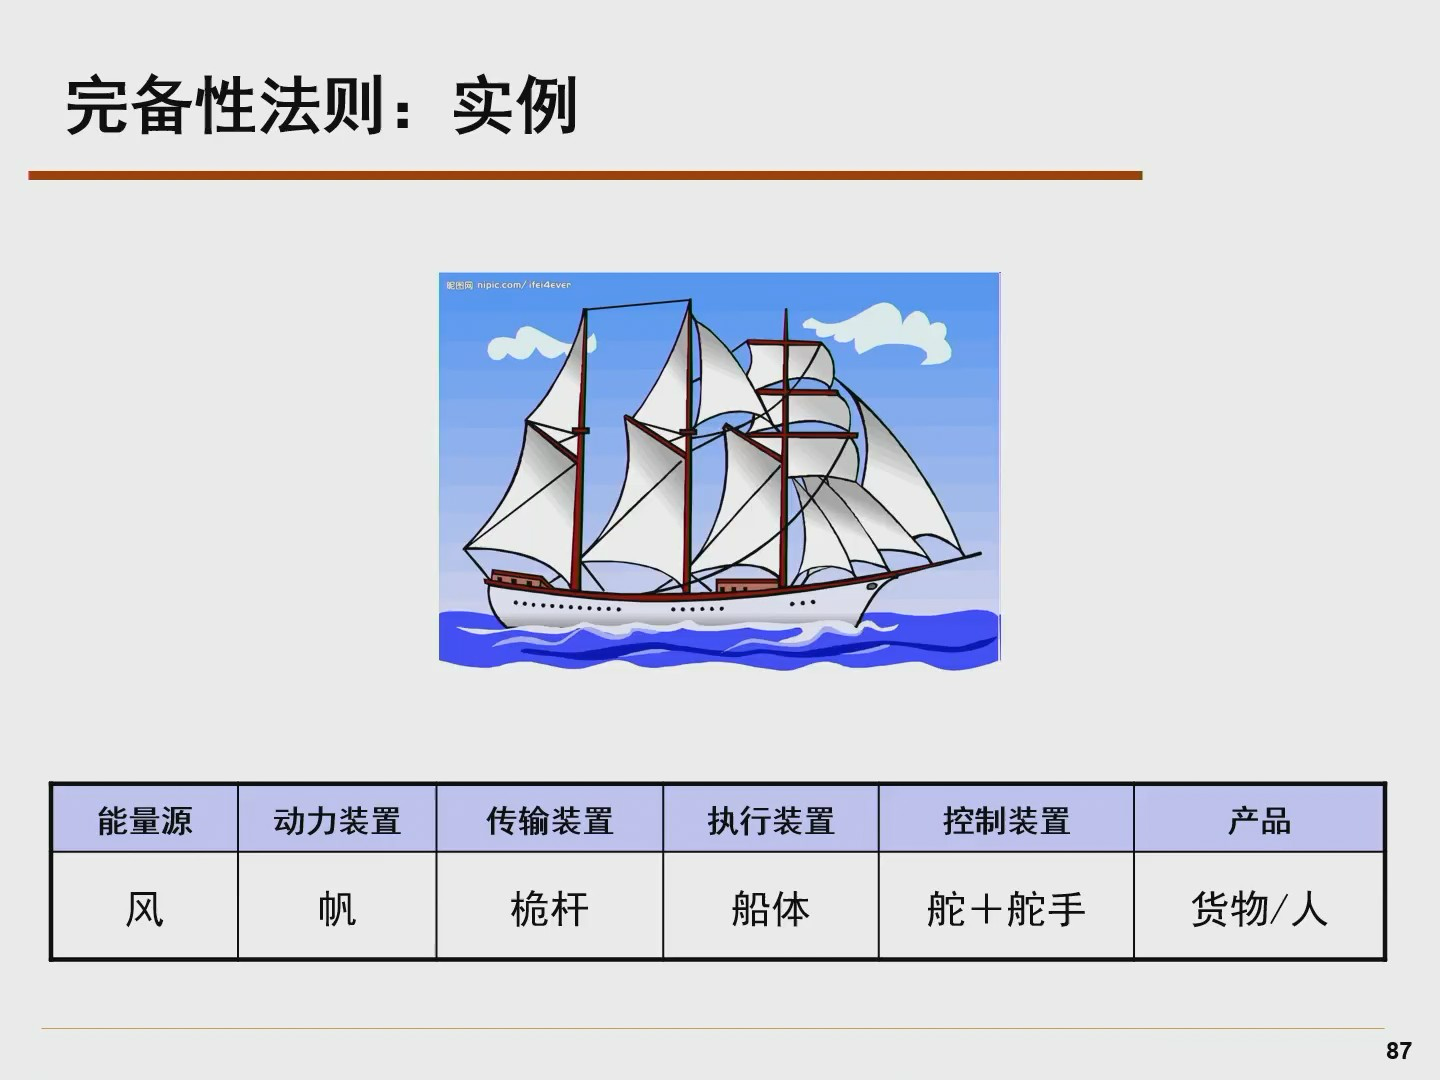 完备性法则：实例
昵图网 nipic.com/ifei4ever
能量源 动力装置 传输装置 执行装置 控制装置 产品
风 帆 桅杆 船体 舵＋舵手 货物/人
87